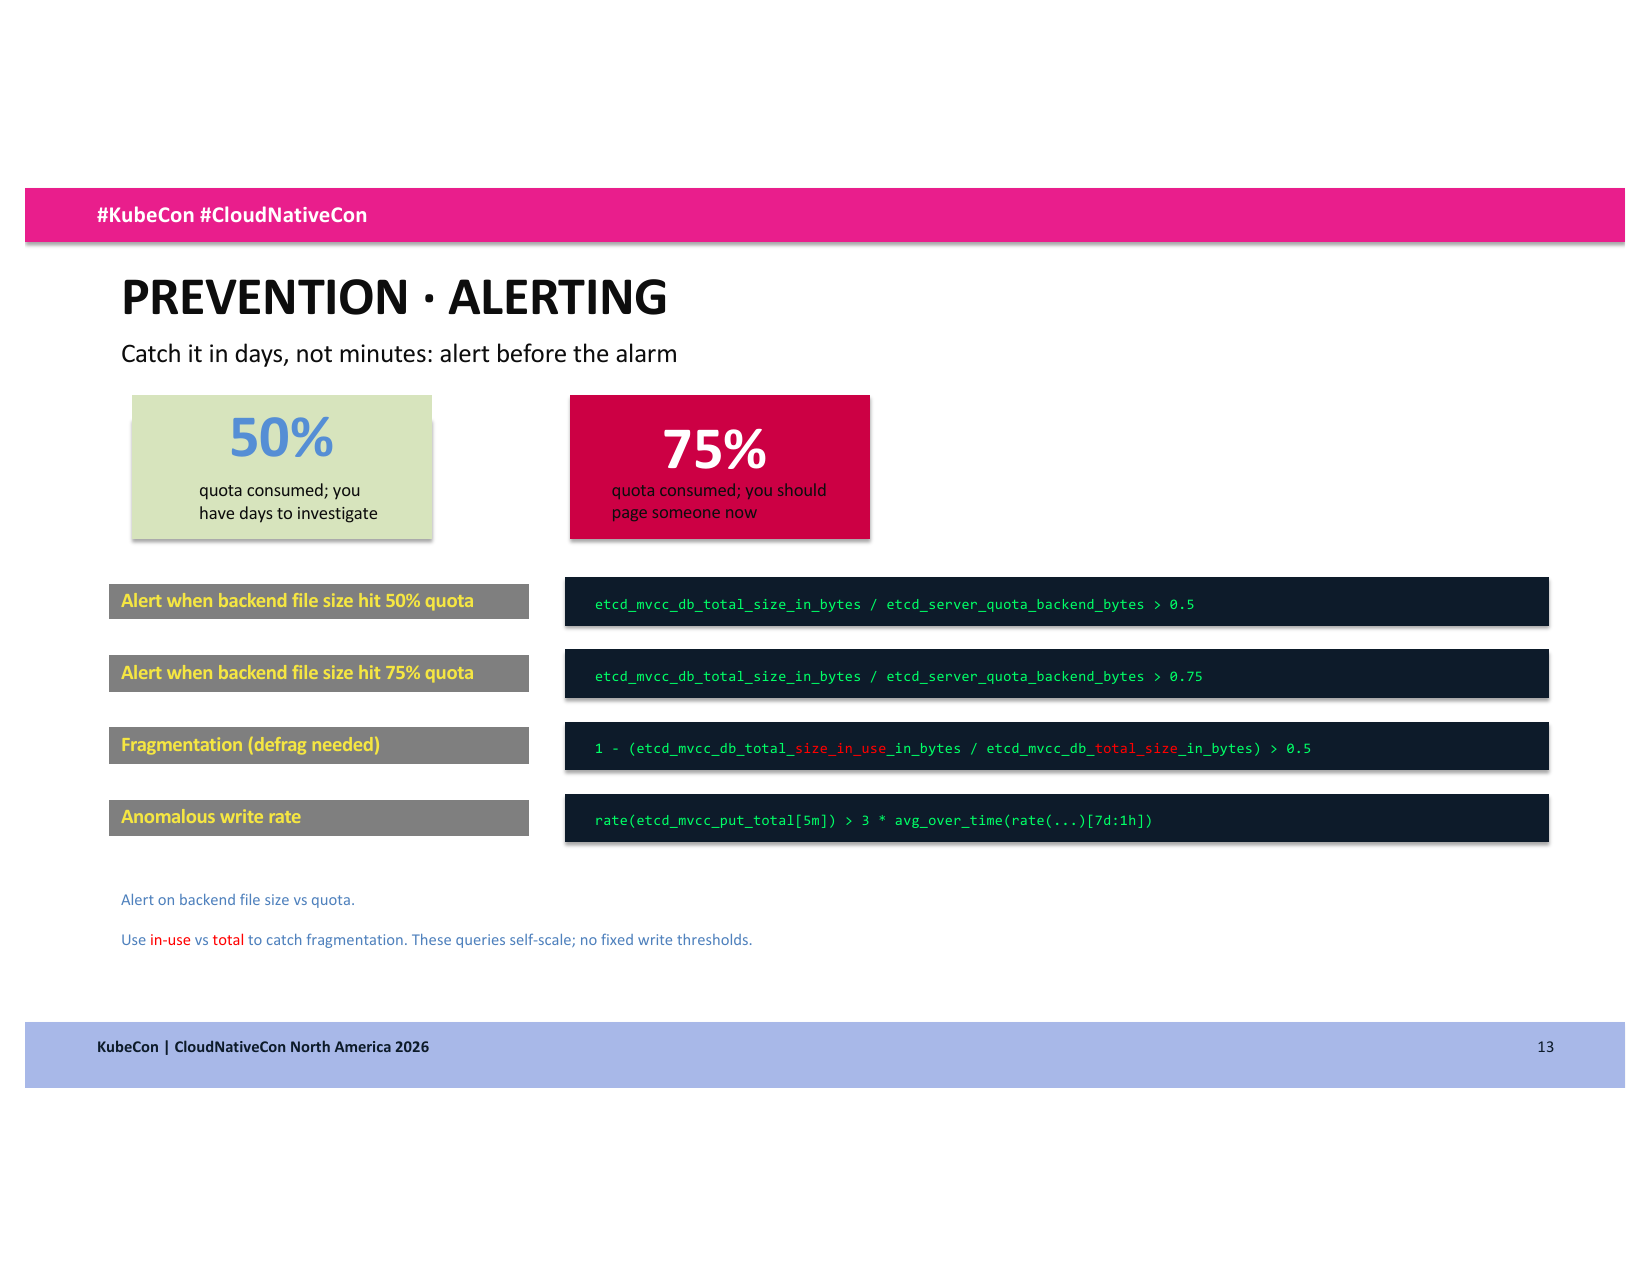 #KubeCon #CloudNativeCon
PREVENTION · ALERTING
Catch it in days, not minutes: alert before the alarm
50%
quota consumed; you
have days to investigate
75%
quota consumed; you should
page someone now
Alert when backend file size hit 50% quota
etcd_mvcc_db_total_size_in_bytes / etcd_server_quota_backend_bytes > 0.5
Alert when backend file size hit 75% quota
etcd_mvcc_db_total_size_in_bytes / etcd_server_quota_backend_bytes > 0.75
Fragmentation (defrag needed)
1 - (etcd_mvcc_db_total_size_in_use_in_bytes / etcd_mvcc_db_total_size_in_bytes) > 0.5
Anomalous write rate
rate(etcd_mvcc_put_total[5m]) > 3 * avg_over_time(rate(...)[7d:1h])
Alert on backend file size vs quota.
Use in-use vs total to catch fragmentation. These queries self-scale; no fixed write thresholds.
KubeCon | CloudNativeCon North America 2026
13